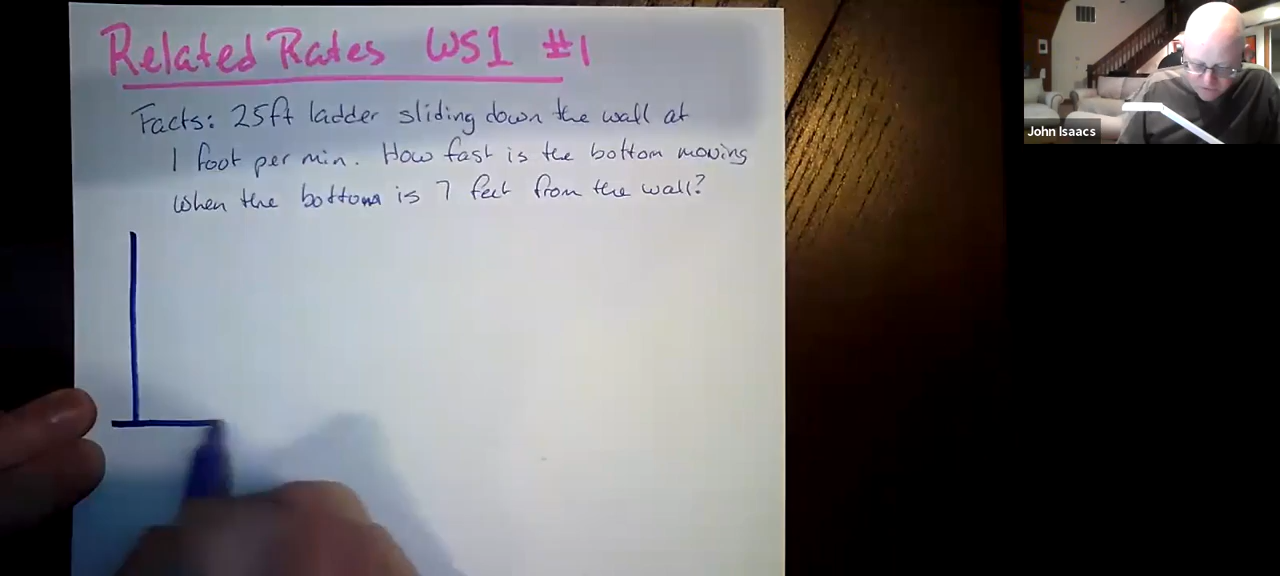 Related Rates WS1 #1
Facts: 25ft ladder sliding down the wall at
1 foot per min. How fast is the bottom moving
when the bottom is 7 feet from the wall?
John Isaacs